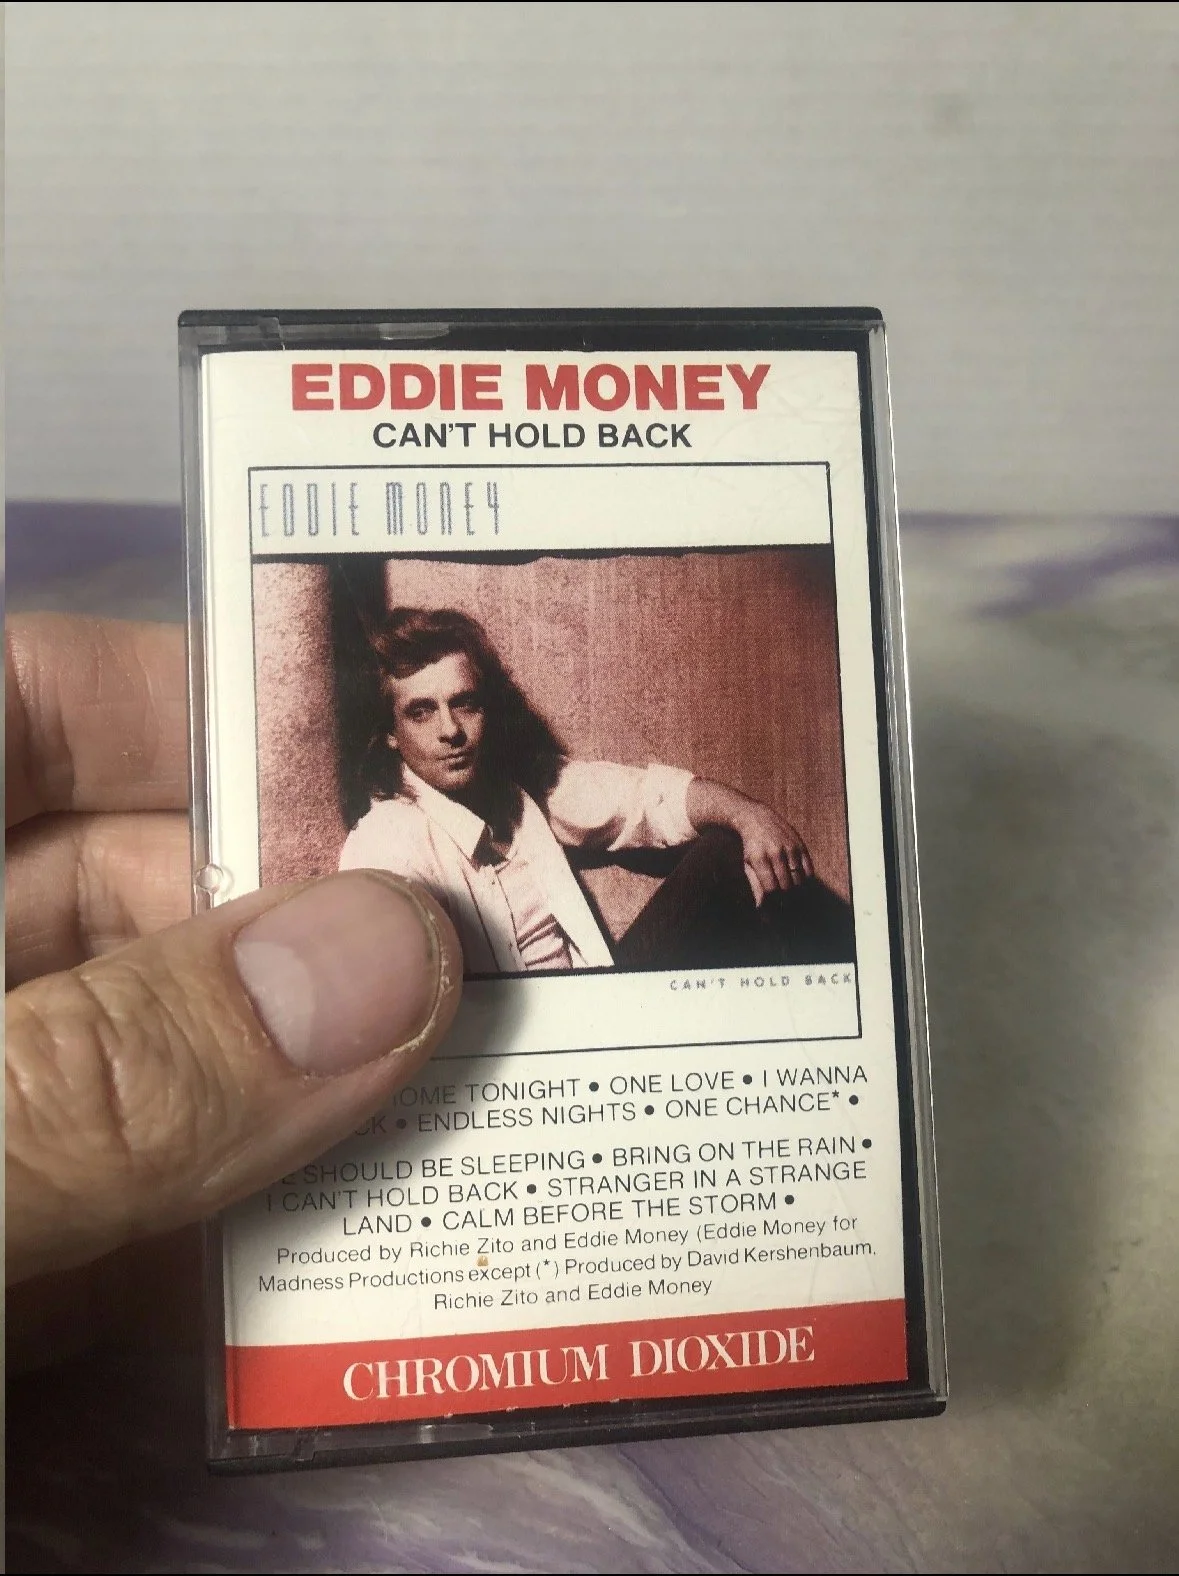 EDDIE MONEY
CAN'T HOLD BACK
EDDIE MONEY
CAN'T HOLD BACK
TONIGHT • ONE LOVE • I WANNA
• ENDLESS NIGHTS • ONE CHANCE* •
SHOULD BE SLEEPING • BRING ON THE RAIN •
I CAN'T HOLD BACK • STRANGER IN A STRANGE
LAND • CALM BEFORE THE STORM •
Produced by Richie Zito and Eddie Money (Eddie Money for
Madness Productions except (*) Produced by David Kershenbaum,
Richie Zito and Eddie Money
CHROMIUM DIOXIDE